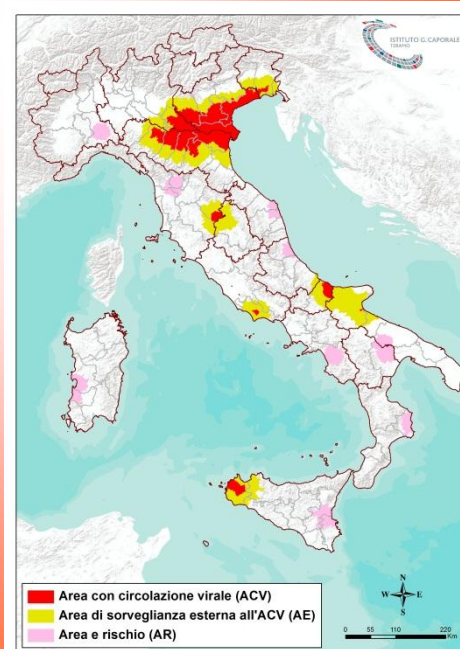 ISTITUTO G. CAPORALE
TERAMO
Area con circolazione virale (ACV)
Area di sorveglianza esterna all'ACV (AE)
Area e rischio (AR)
N
W E
S
0 55 110 220
Km